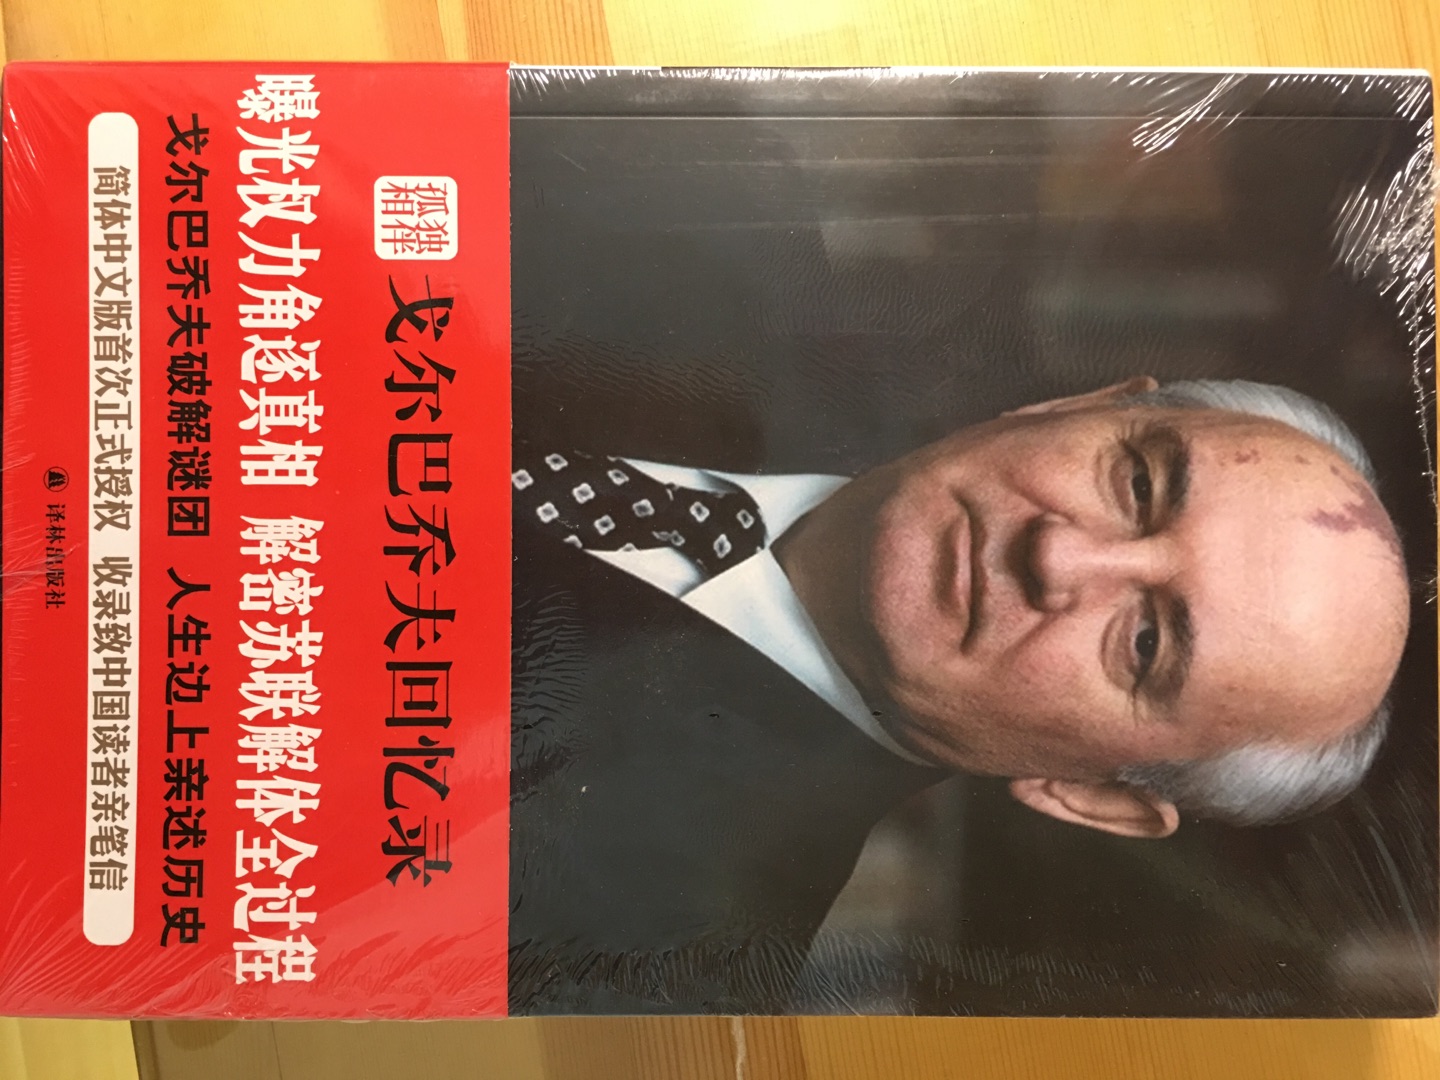 孤独
相伴
戈尔巴乔夫回忆录
曝光权力角逐真相 解密苏联解体全过程
戈尔巴乔夫破解谜团 人生边上亲述历史
简体中文版首次正式授权 收录致中国读者亲笔信
译林出版社